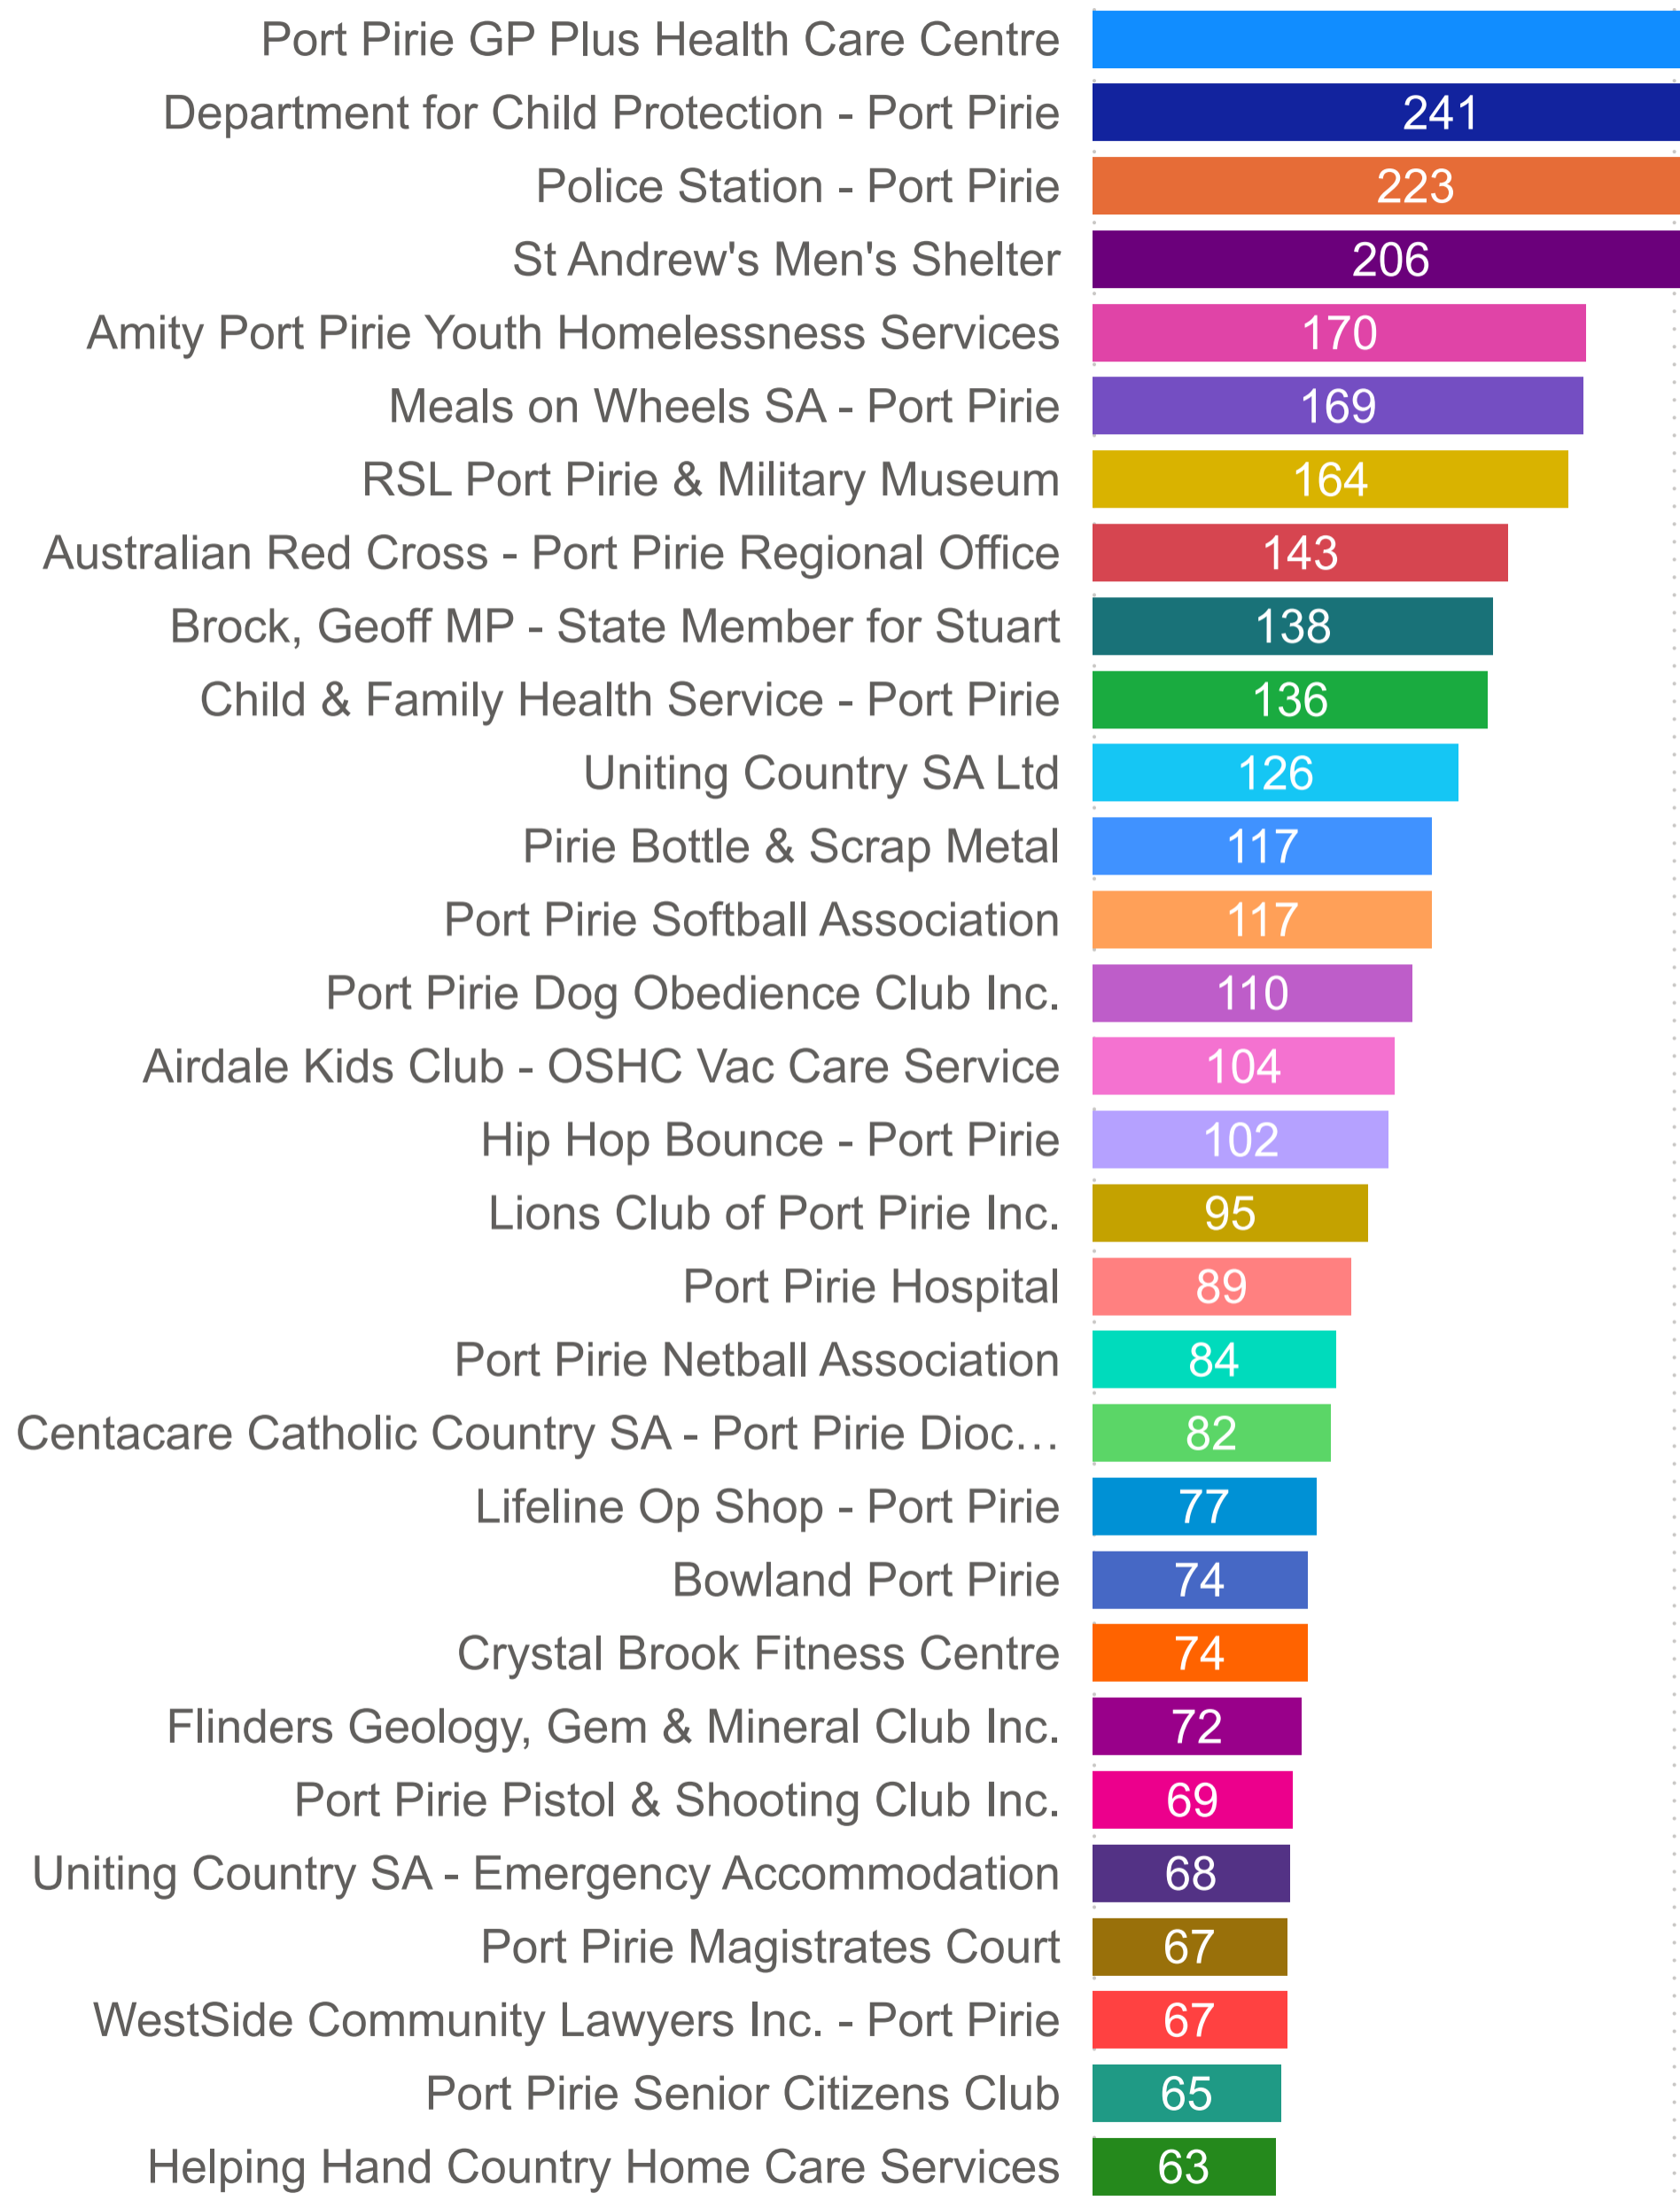 Port Pirie GP Plus Health Care Centre
Department for Child Protection - Port Pirie 241
Police Station - Port Pirie 223
St Andrew's Men's Shelter 206
Amity Port Pirie Youth Homelessness Services 170
Meals on Wheels SA - Port Pirie 169
RSL Port Pirie & Military Museum 164
Australian Red Cross - Port Pirie Regional Office 143
Brock, Geoff MP - State Member for Stuart 138
Child & Family Health Service - Port Pirie 136
Uniting Country SA Ltd 126
Pirie Bottle & Scrap Metal 117
Port Pirie Softball Association 117
Port Pirie Dog Obedience Club Inc. 110
Airdale Kids Club - OSHC Vac Care Service 104
Hip Hop Bounce - Port Pirie 102
Lions Club of Port Pirie Inc. 95
Port Pirie Hospital 89
Port Pirie Netball Association 84
Centacare Catholic Country SA - Port Pirie Dioc… 82
Lifeline Op Shop - Port Pirie 77
Bowland Port Pirie 74
Crystal Brook Fitness Centre 74
Flinders Geology, Gem & Mineral Club Inc. 72
Port Pirie Pistol & Shooting Club Inc. 69
Uniting Country SA - Emergency Accommodation 68
Port Pirie Magistrates Court 67
WestSide Community Lawyers Inc. - Port Pirie 67
Port Pirie Senior Citizens Club 65
Helping Hand Country Home Care Services 63